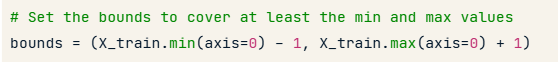 # Set the bounds to cover at least the min and max values
bounds = (X_train.min(axis=0) - 1, X_train.max(axis=0) + 1)